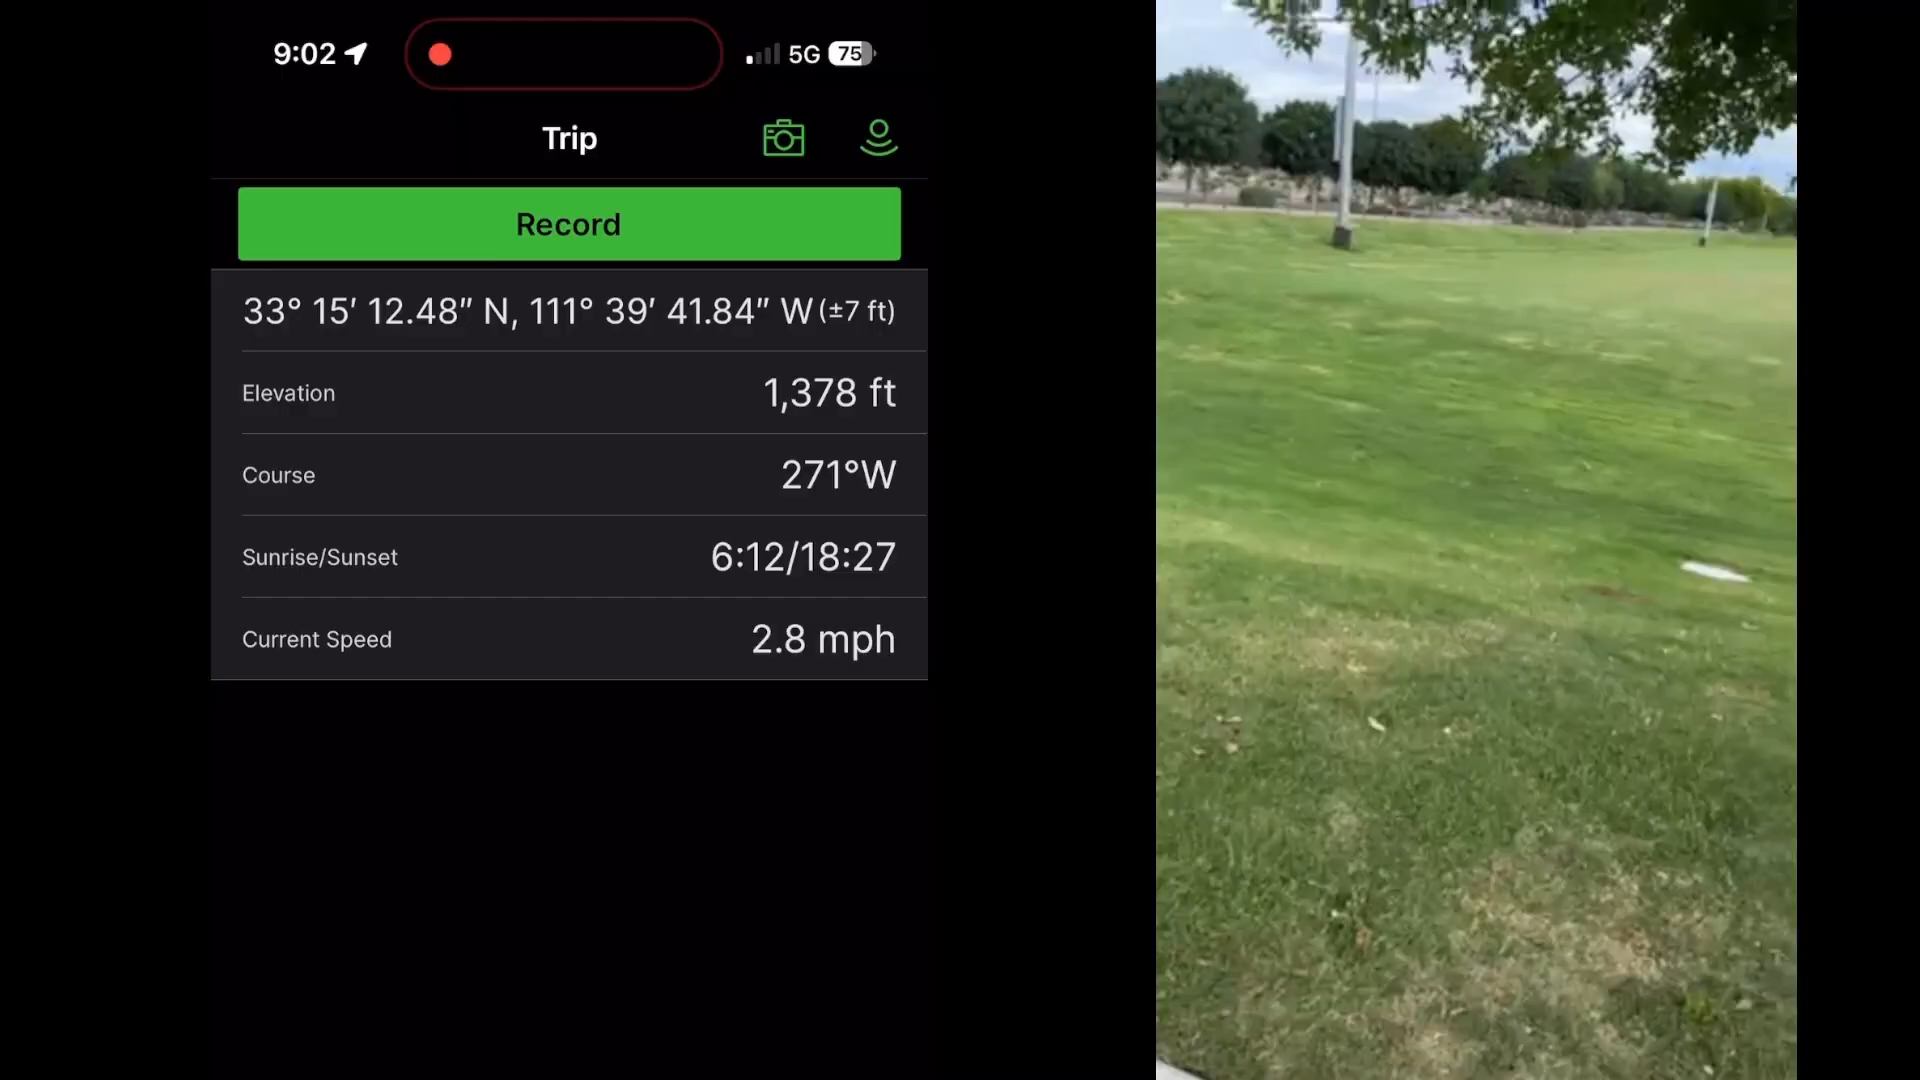 9:02 5G 75
Trip
Record
33° 15′ 12.48″ N, 111° 39′ 41.84″ W (±7 ft)
Elevation 1,378 ft
Course 271°W
Sunrise/Sunset 6:12/18:27
Current Speed 2.8 mph